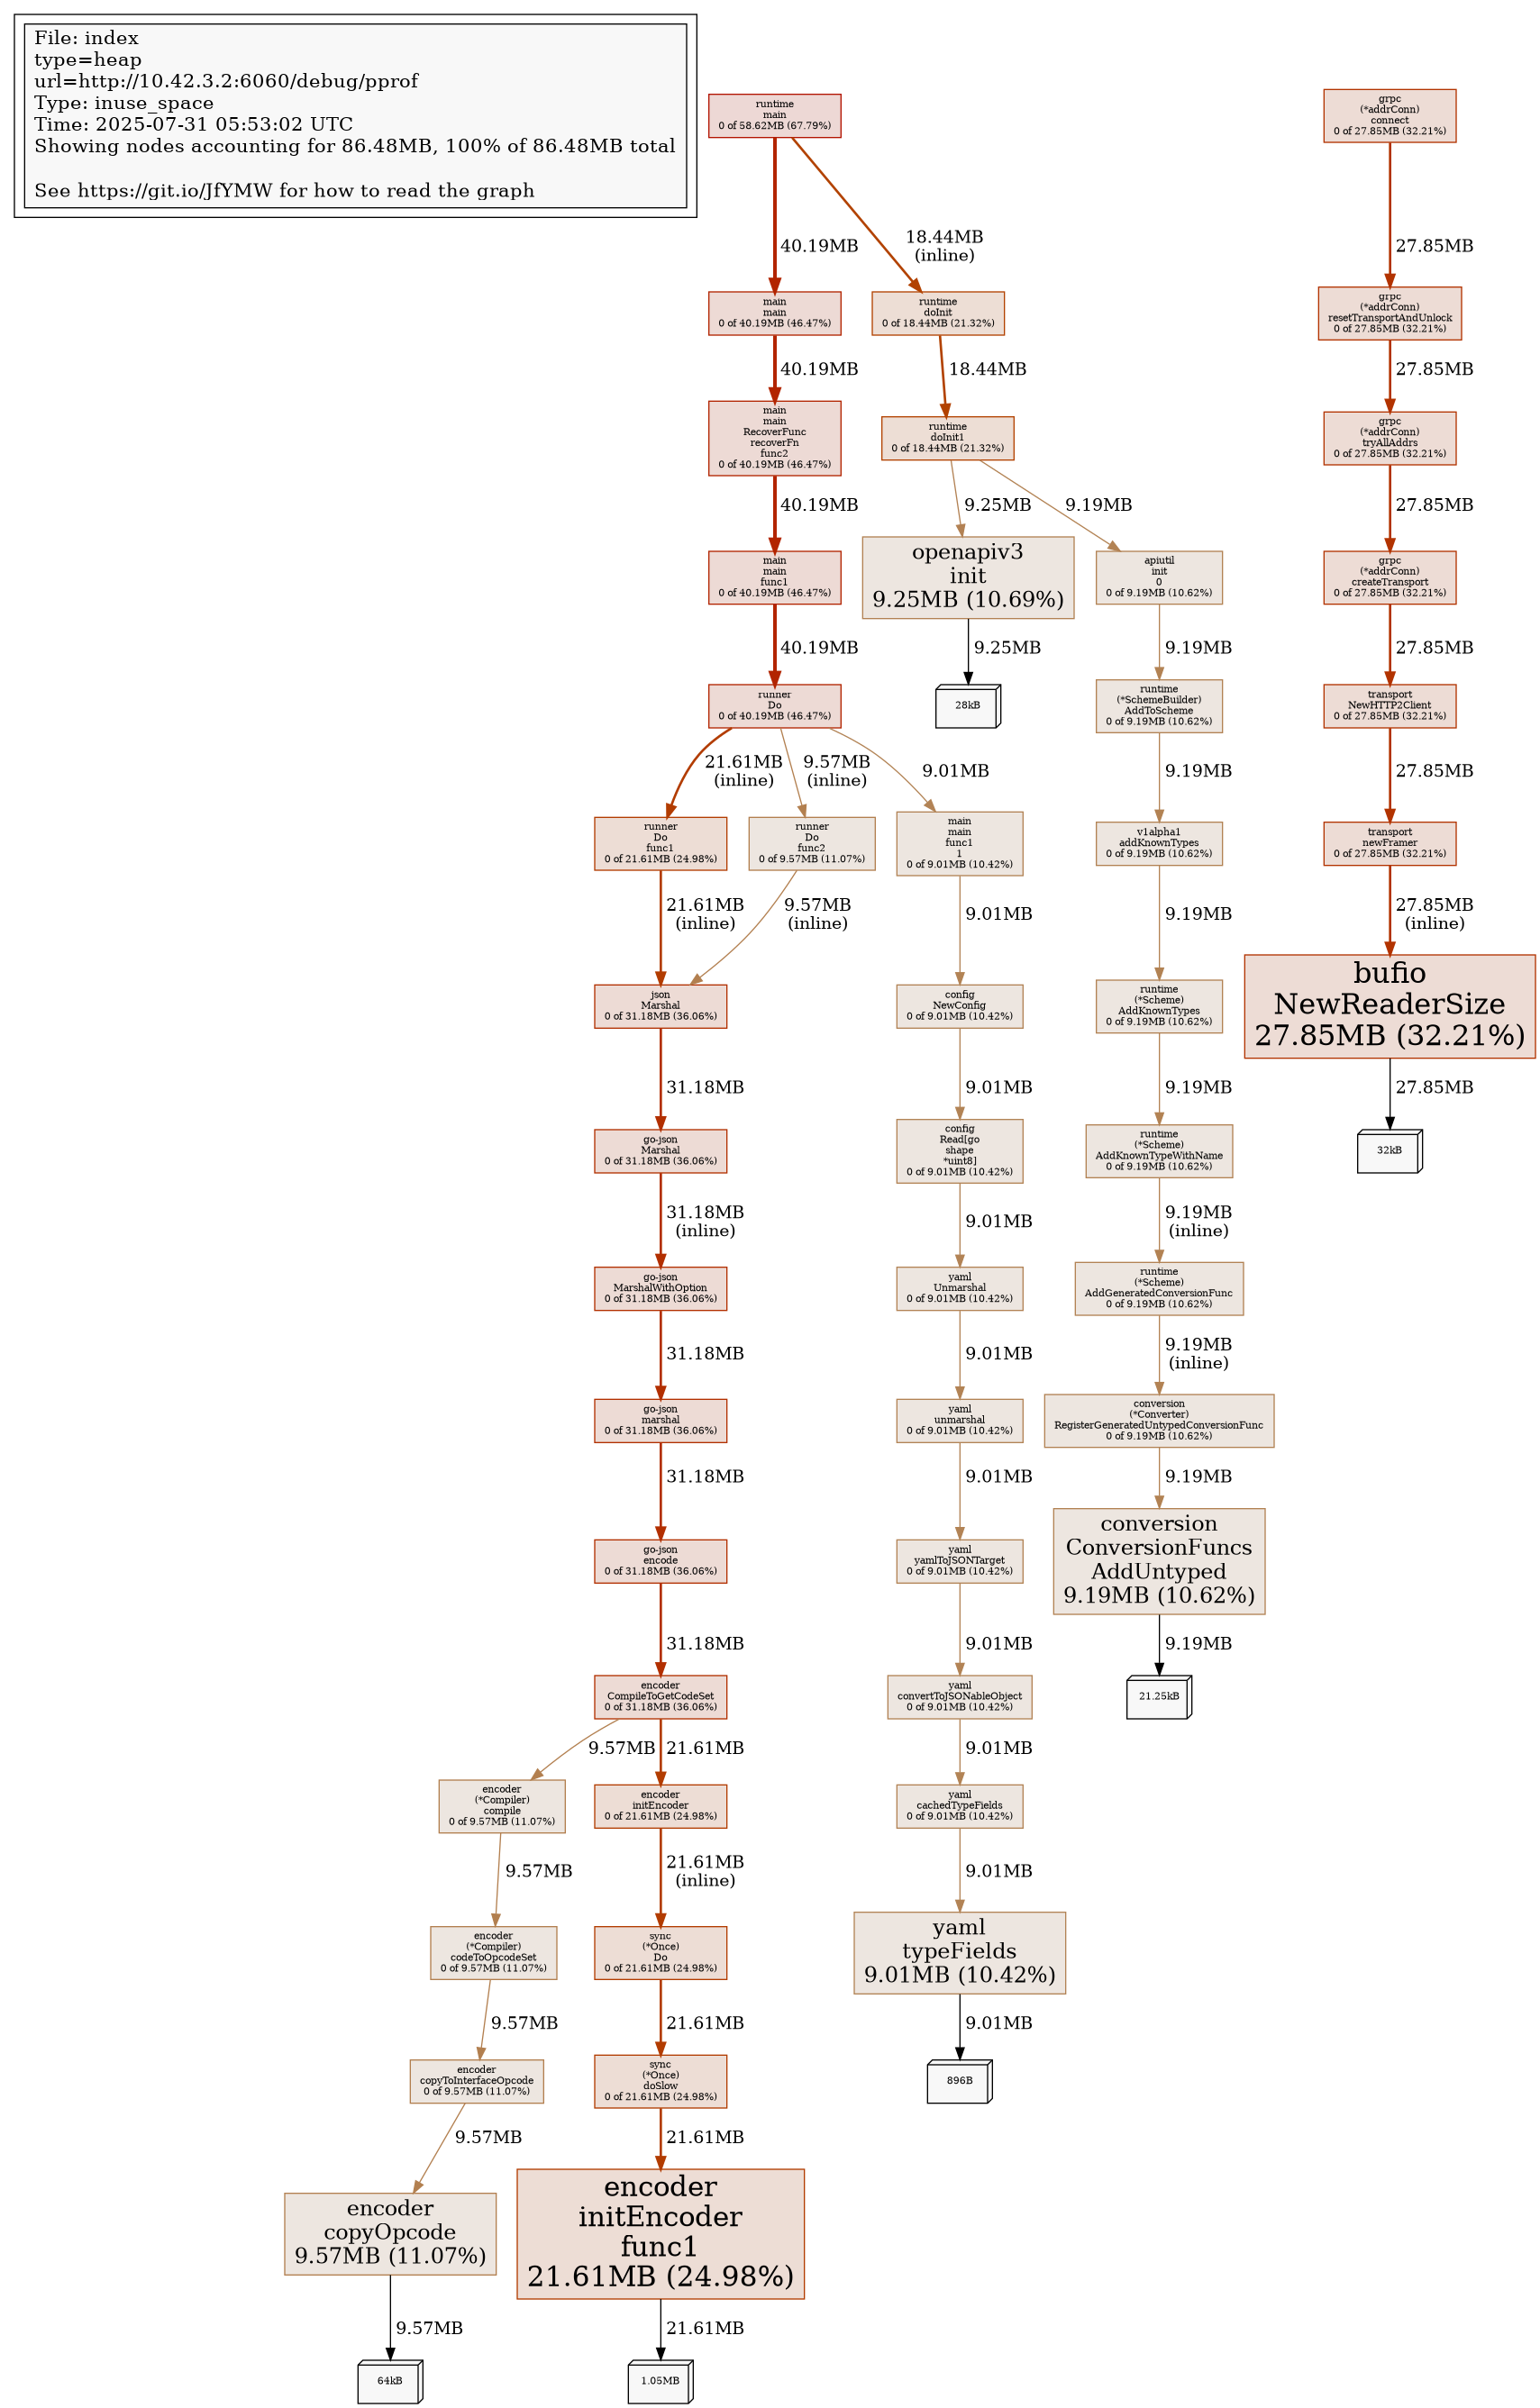 File: index
type=heap
url=http://10.42.3.2:6060/debug/pprof
Type: inuse_space
Time: 2025-07-31 05:53:02 UTC
Showing nodes accounting for 86.48MB, 100% of 86.48MB total
See https://git.io/JfYMW for how to read the graph
runtime
main
0 of 58.62MB (67.79%)
grpc
(*addrConn)
connect
0 of 27.85MB (32.21%)
40.19MB
18.44MB
(inline)
27.85MB
main
main
0 of 40.19MB (46.47%)
runtime
doInit
0 of 18.44MB (21.32%)
grpc
(*addrConn)
resetTransportAndUnlock
0 of 27.85MB (32.21%)
40.19MB
18.44MB
27.85MB
main
main
RecoverFunc
recoverFn
func2
0 of 40.19MB (46.47%)
runtime
doInit1
0 of 18.44MB (21.32%)
grpc
(*addrConn)
tryAllAddrs
0 of 27.85MB (32.21%)
40.19MB
9.25MB
9.19MB
27.85MB
main
main
func1
0 of 40.19MB (46.47%)
openapiv3
init
9.25MB (10.69%)
apiutil
init
0
0 of 9.19MB (10.62%)
grpc
(*addrConn)
createTransport
0 of 27.85MB (32.21%)
40.19MB
9.25MB
9.19MB
27.85MB
runner
Do
0 of 40.19MB (46.47%)
28kB
runtime
(*SchemeBuilder)
AddToScheme
0 of 9.19MB (10.62%)
transport
NewHTTP2Client
0 of 27.85MB (32.21%)
21.61MB
(inline)
9.57MB
(inline)
9.01MB
9.19MB
27.85MB
runner
Do
func1
0 of 21.61MB (24.98%)
runner
Do
func2
0 of 9.57MB (11.07%)
main
main
func1
1
0 of 9.01MB (10.42%)
v1alpha1
addKnownTypes
0 of 9.19MB (10.62%)
transport
newFramer
0 of 27.85MB (32.21%)
21.61MB
(inline)
9.57MB
(inline)
9.01MB
9.19MB
27.85MB
(inline)
json
Marshal
0 of 31.18MB (36.06%)
config
NewConfig
0 of 9.01MB (10.42%)
runtime
(*Scheme)
AddKnownTypes
0 of 9.19MB (10.62%)
bufio
NewReaderSize
27.85MB (32.21%)
31.18MB
9.01MB
9.19MB
27.85MB
go-json
Marshal
0 of 31.18MB (36.06%)
config
Read[go
shape
*uint8]
0 of 9.01MB (10.42%)
runtime
(*Scheme)
AddKnownTypeWithName
0 of 9.19MB (10.62%)
32kB
31.18MB
(inline)
9.01MB
9.19MB
(inline)
go-json
MarshalWithOption
0 of 31.18MB (36.06%)
yaml
Unmarshal
0 of 9.01MB (10.42%)
runtime
(*Scheme)
AddGeneratedConversionFunc
0 of 9.19MB (10.62%)
31.18MB
9.01MB
9.19MB
(inline)
go-json
marshal
0 of 31.18MB (36.06%)
yaml
unmarshal
0 of 9.01MB (10.42%)
conversion
(*Converter)
RegisterGeneratedUntypedConversionFunc
0 of 9.19MB (10.62%)
31.18MB
9.01MB
9.19MB
go-json
encode
0 of 31.18MB (36.06%)
yaml
yamlToJSONTarget
0 of 9.01MB (10.42%)
conversion
ConversionFuncs
AddUntyped
9.19MB (10.62%)
31.18MB
9.01MB
9.19MB
encoder
CompileToGetCodeSet
0 of 31.18MB (36.06%)
yaml
convertToJSONableObject
0 of 9.01MB (10.42%)
21.25kB
9.57MB
21.61MB
9.01MB
encoder
(*Compiler)
compile
0 of 9.57MB (11.07%)
encoder
initEncoder
0 of 21.61MB (24.98%)
yaml
cachedTypeFields
0 of 9.01MB (10.42%)
9.57MB
21.61MB
(inline)
9.01MB
encoder
(*Compiler)
codeToOpcodeSet
0 of 9.57MB (11.07%)
sync
(*Once)
Do
0 of 21.61MB (24.98%)
yaml
typeFields
9.01MB (10.42%)
9.57MB
21.61MB
9.01MB
encoder
copyToInterfaceOpcode
0 of 9.57MB (11.07%)
sync
(*Once)
doSlow
0 of 21.61MB (24.98%)
896B
9.57MB
21.61MB
encoder
copyOpcode
9.57MB (11.07%)
encoder
initEncoder
func1
21.61MB (24.98%)
9.57MB
21.61MB
64kB
1.05MB